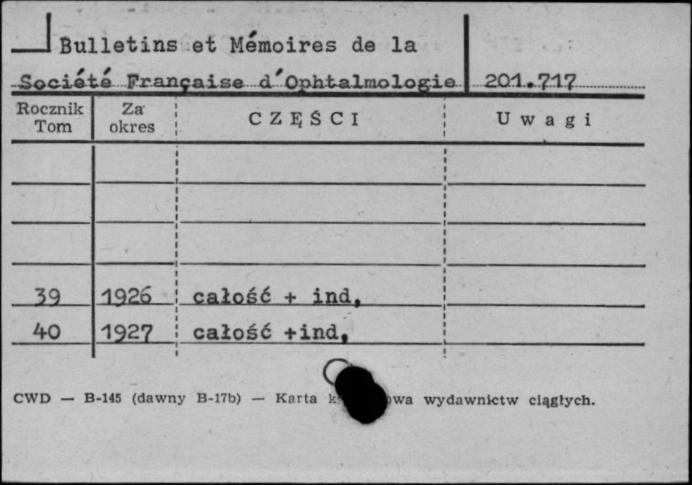 Bulletins et Mémoires de la
Société Française d'Ophtalmologie 201.717
Rocznik Tom Za okres CZĘŚCI Uwagi
39 1926 całość + ind,
40 1927 całość +ind,
CWD — B-145 (dawny B-17b) — Karta wydawnictw ciągłych.